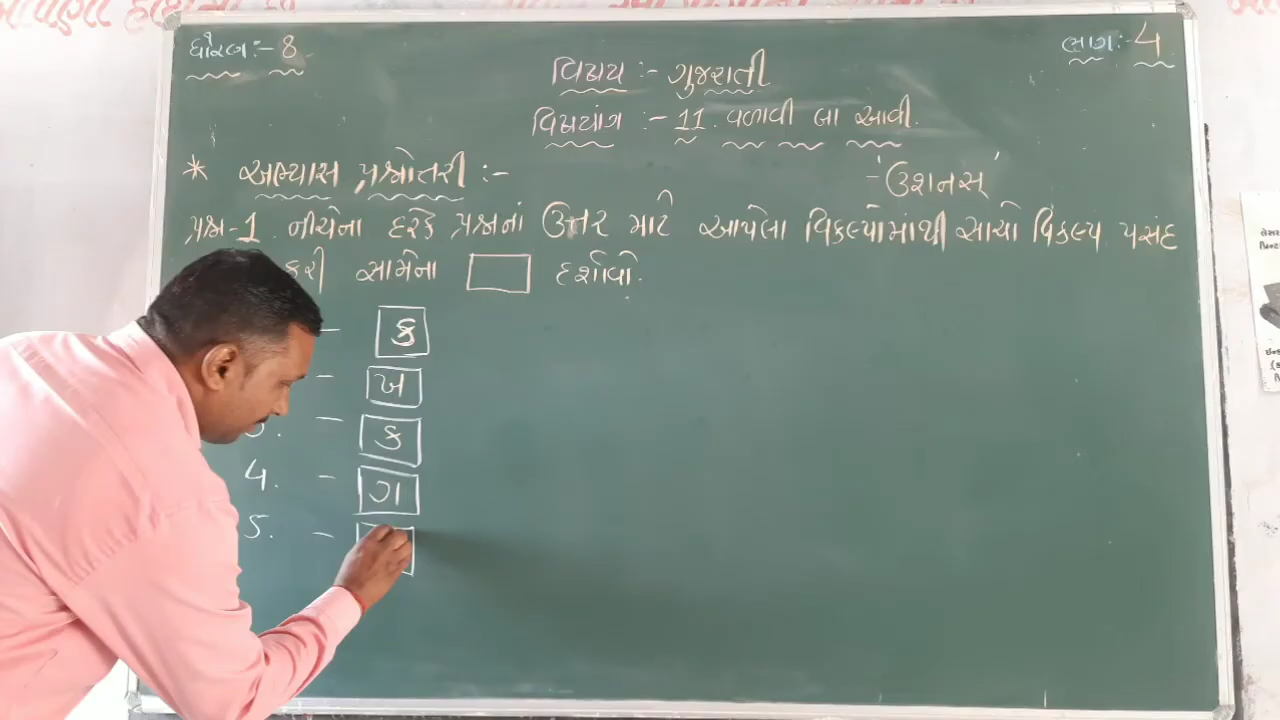 ધોરણ:- 8
ભાગ:- 4
વિષય :- ગુજરાતી
વિષયાંગ :- 11. વળાવી બા આવી.
* અભ્યાસ પ્રશ્નોતરી :-
- 'ઉશનસ્'
પ્રશ્ન-1 નીચેના દરેક પ્રશ્નનાં ઉત્તર માટે આપેલા વિકલ્પોમાંથી સાચો વિકલ્પ પસંદ
કરી સામેના દર્શાવો.
- ક
- ખ
3. - ક
4. - ગ
5. -